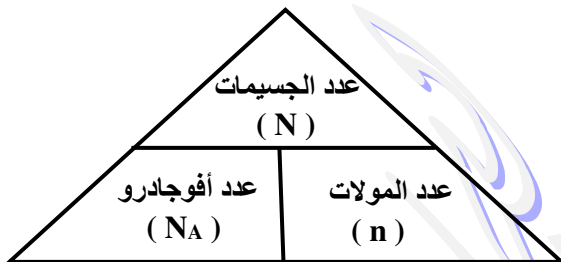 عدد الجسيمات
( N )
عدد المولات
( n )
عدد أفوجادرو
( NA )